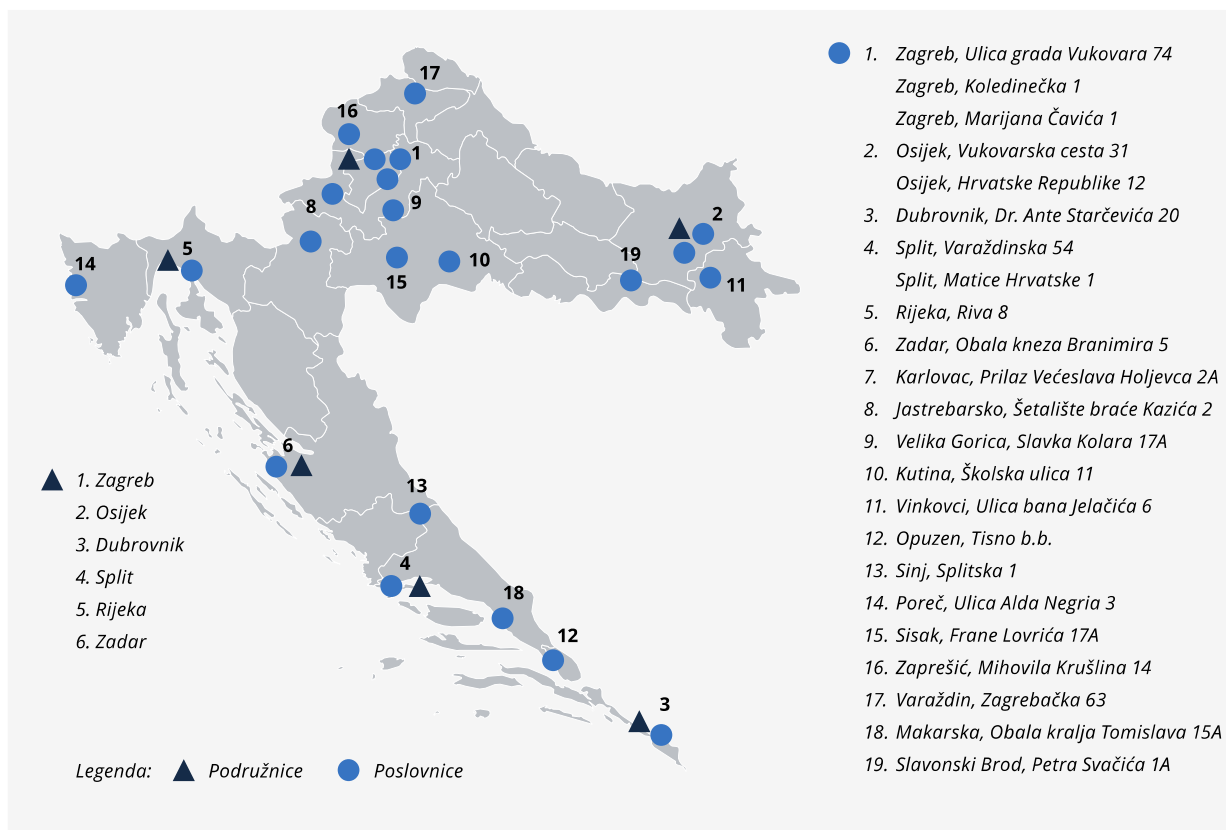 17
16
1
8
9
2
5
14
19
10
15
11
6
13
4
18
12
3
1. Zagreb
2. Osijek
3. Dubrovnik
4. Split
5. Rijeka
6. Zadar
Legenda: Podružnice Poslovnice
1. Zagreb, Ulica grada Vukovara 74
Zagreb, Koledinečka 1
Zagreb, Marijana Čavića 1
2. Osijek, Vukovarska cesta 31
Osijek, Hrvatske Republike 12
3. Dubrovnik, Dr. Ante Starčevića 20
4. Split, Varaždinska 54
Split, Matice Hrvatske 1
5. Rijeka, Riva 8
6. Zadar, Obala kneza Branimira 5
7. Karlovac, Prilaz Većeslava Holjevca 2A
8. Jastrebarsko, Šetalište braće Kazića 2
9. Velika Gorica, Slavka Kolara 17A
10. Kutina, Školska ulica 11
11. Vinkovci, Ulica bana Jelačića 6
12. Opuzen, Tisno b.b.
13. Sinj, Splitska 1
14. Poreč, Ulica Alda Negria 3
15. Sisak, Frane Lovrića 17A
16. Zaprešić, Mihovila Krušlina 14
17. Varaždin, Zagrebačka 63
18. Makarska, Obala kralja Tomislava 15A
19. Slavonski Brod, Petra Svačića 1A